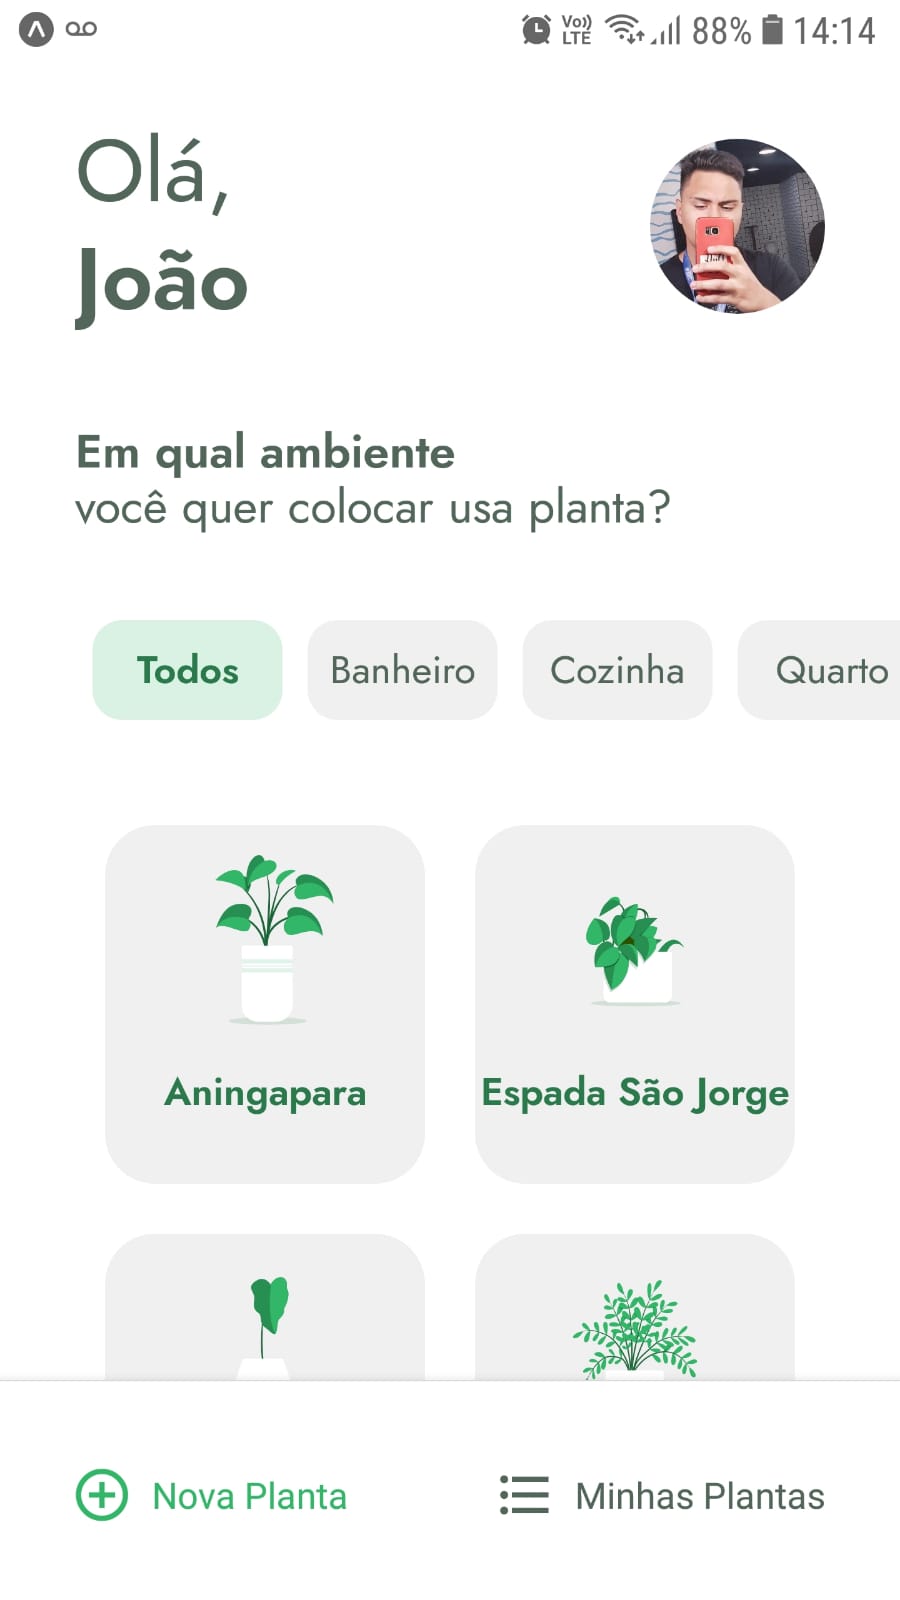 Vo)) LTE 88% 14:14
Olá,
João
Em qual ambiente
você quer colocar usa planta?
Todos Banheiro Cozinha Quarto
Aningapara Espada São Jorge
Nova Planta Minhas Plantas